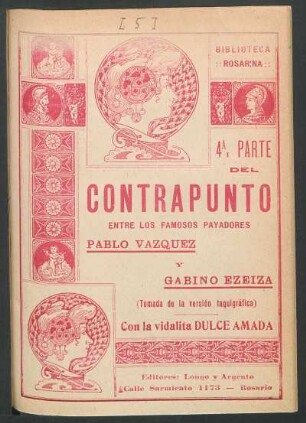 [5]
BIBLIOTECA
:: ROSARINA ::
4ª. PARTE
DEL
CONTRAPUNTO
ENTRE LOS FAMOSOS PAYADORES
PABLO VAZQUEZ
Y
GABINO EZEIZA
(Tomada de la versión taquigráfica)
Con la vidalita DULCE AMADA
Editores: Longo y Argento
Calle Sarmiento 1173 — Rosario